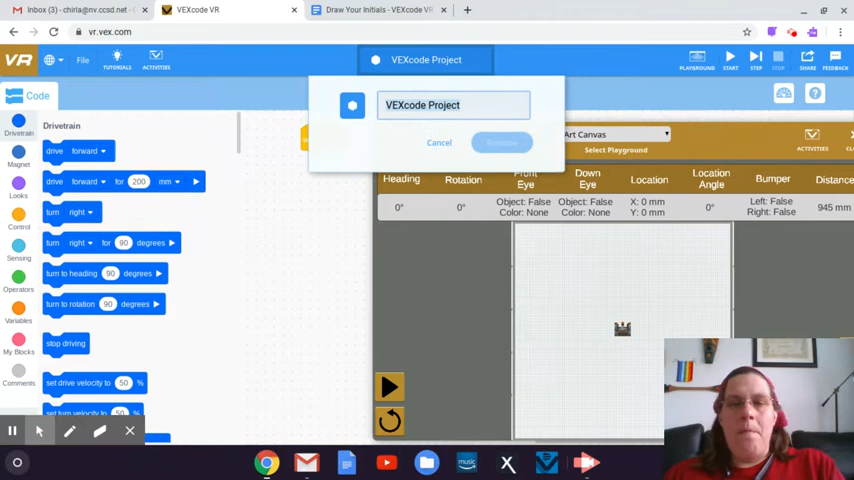 Inbox (3) - chirla@nv.ccsd.net -
VEXcode VR
Draw Your Initials - VEXcode VR
vr.vex.com
VR
File
TUTORIALS
ACTIVITIES
VEXcode Project
PLAYGROUND
START
STEP
STOP
SHARE
FEEDBACK
Code
VEXcode Project
Cancel
Rename
Art Canvas
Select Playground
ACTIVITIES
Drivetrain
Magnet
Looks
Control
Sensing
Operators
Variables
My Blocks
Comments
Drivetrain
drive forward
drive forward for 200 mm
turn right
turn right for 90 degrees
turn to heading 90 degrees
turn to rotation 90 degrees
stop driving
set drive velocity to 50 %
set turn velocity to 50 %
Heading Rotation Front Eye Down Eye Location Location Angle Bumper Distance
0° 0° Object: False Color: None Object: False Color: None X: 0 mm Y: 0 mm 0° Left: False Right: False 945 mm
music